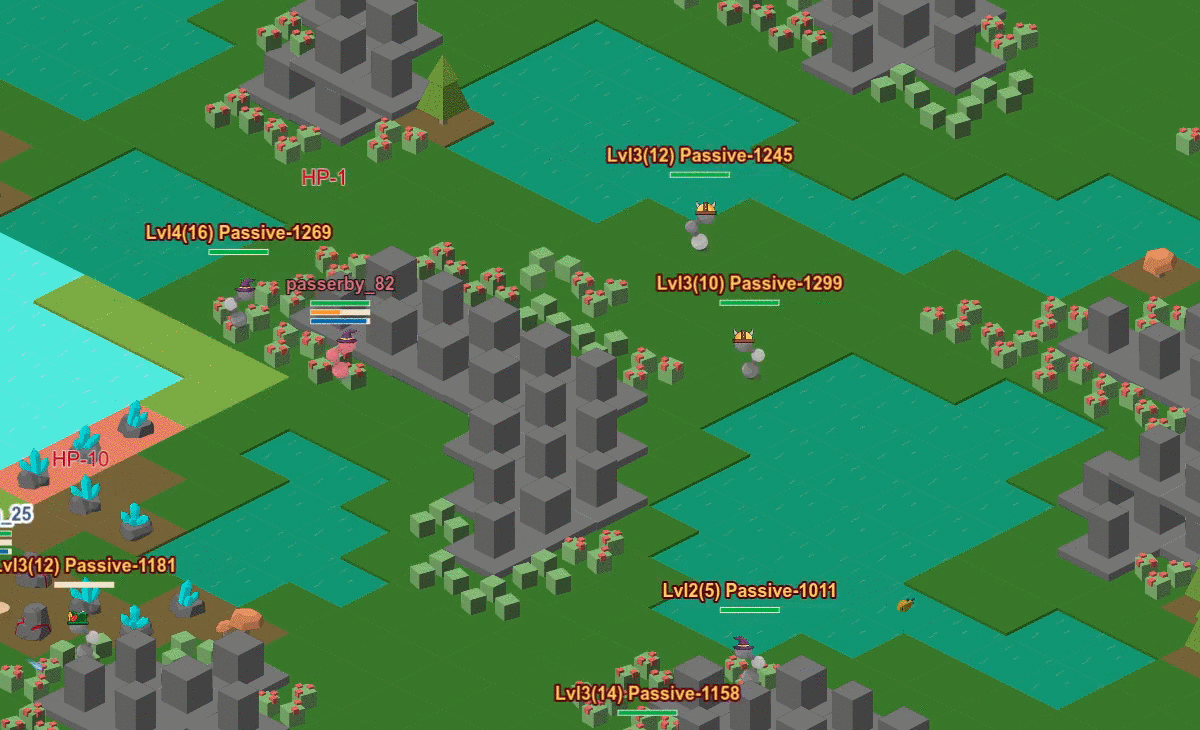 Lvl3(12) Passive-1245
HP-1
Lvl4(16) Passive-1269
passerby_82
Lvl3(10) Passive-1299
HP-10
_25
Lvl3(12) Passive-1181
Lvl2(5) Passive-1011
Lvl3(14) Passive-1158